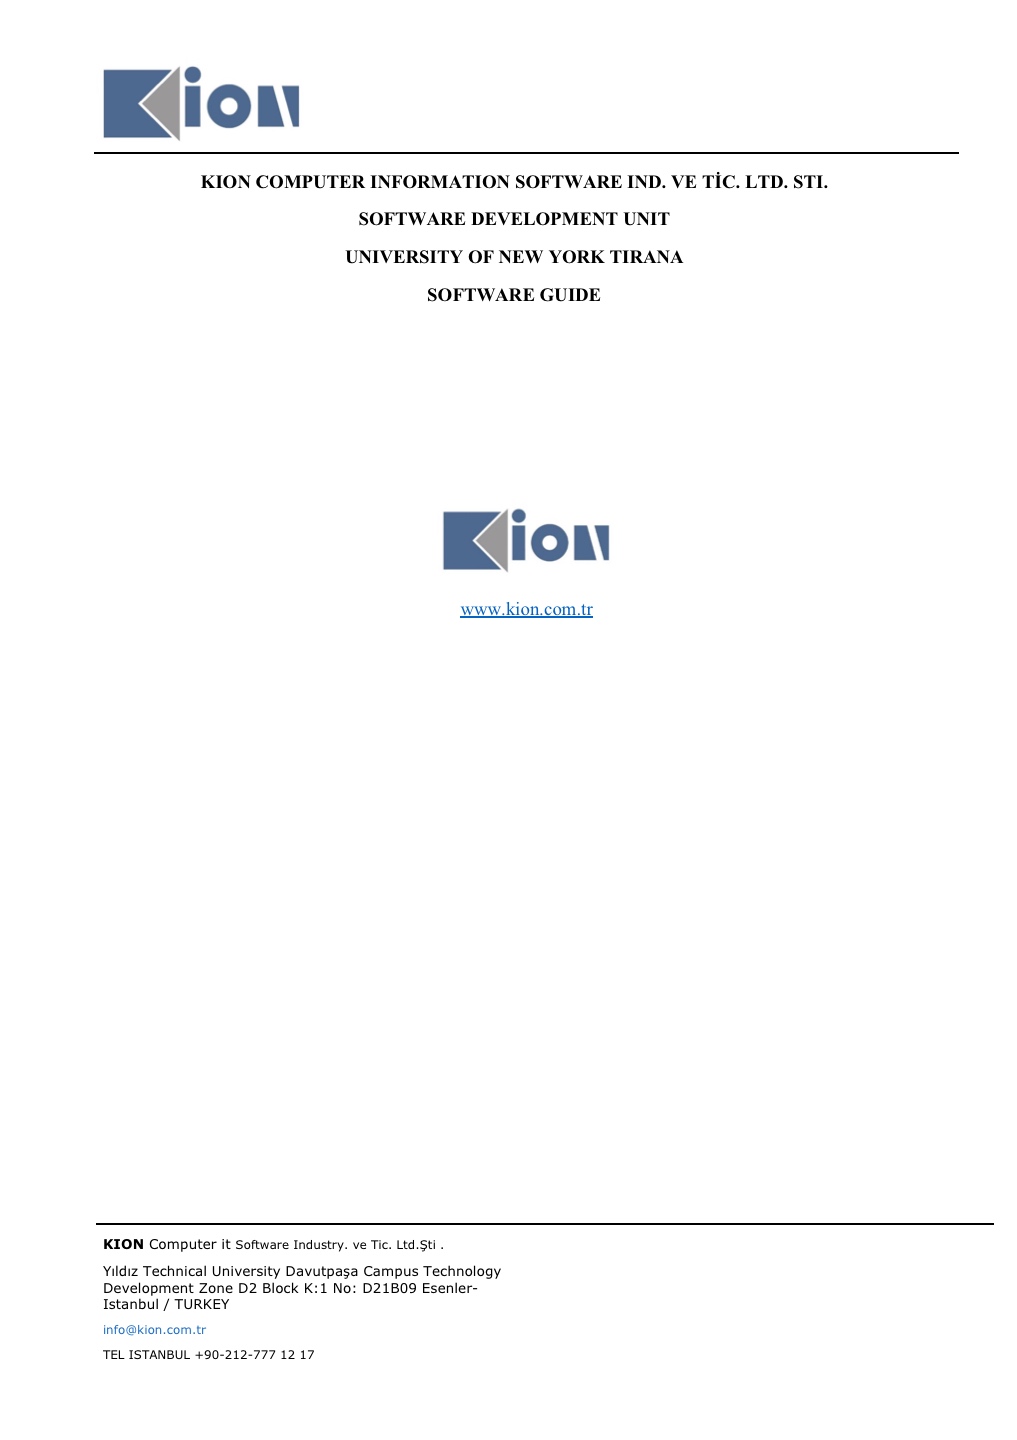 Kion
KION COMPUTER INFORMATION SOFTWARE IND. VE TİC. LTD. STI.
SOFTWARE DEVELOPMENT UNIT
UNIVERSITY OF NEW YORK TIRANA
SOFTWARE GUIDE
Kion
www.kion.com.tr
KION Computer it Software Industry. ve Tic. Ltd.Şti .
Yıldız Technical University Davutpaşa Campus Technology
Development Zone D2 Block K:1 No: D21B09 Esenler-
Istanbul / TURKEY
info@kion.com.tr
TEL ISTANBUL +90-212-777 12 17